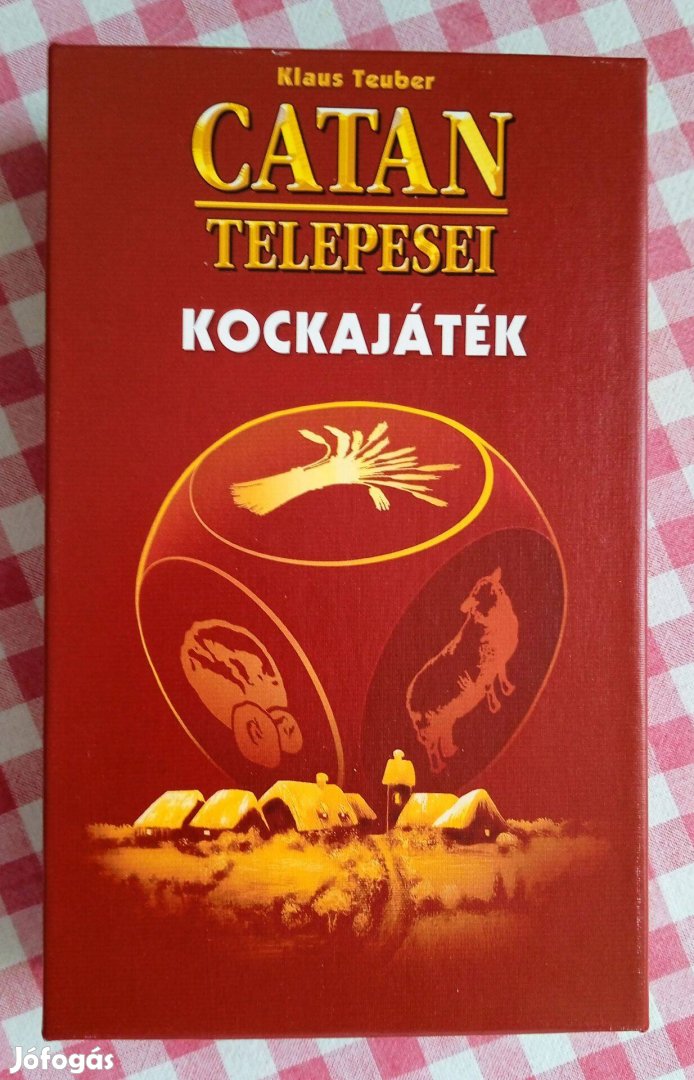 Klaus Teuber
CATAN
TELEPESEI
KOCKAJÁTÉK
Jófogás